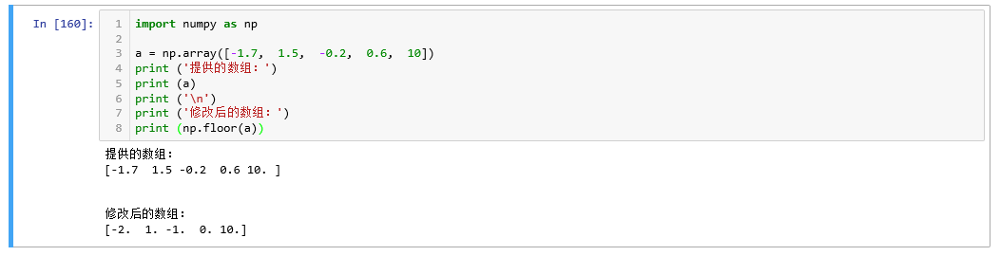 In [160]:
1 import numpy as np
2
3 a = np.array([-1.7,  1.5,  -0.2,  0.6,  10])
4 print ('提供的数组：')
5 print (a)
6 print ('\n')
7 print ('修改后的数组：')
8 print (np.floor(a))
提供的数组：
[-1.7  1.5 -0.2  0.6 10. ]
修改后的数组：
[-2.  1. -1.  0. 10.]